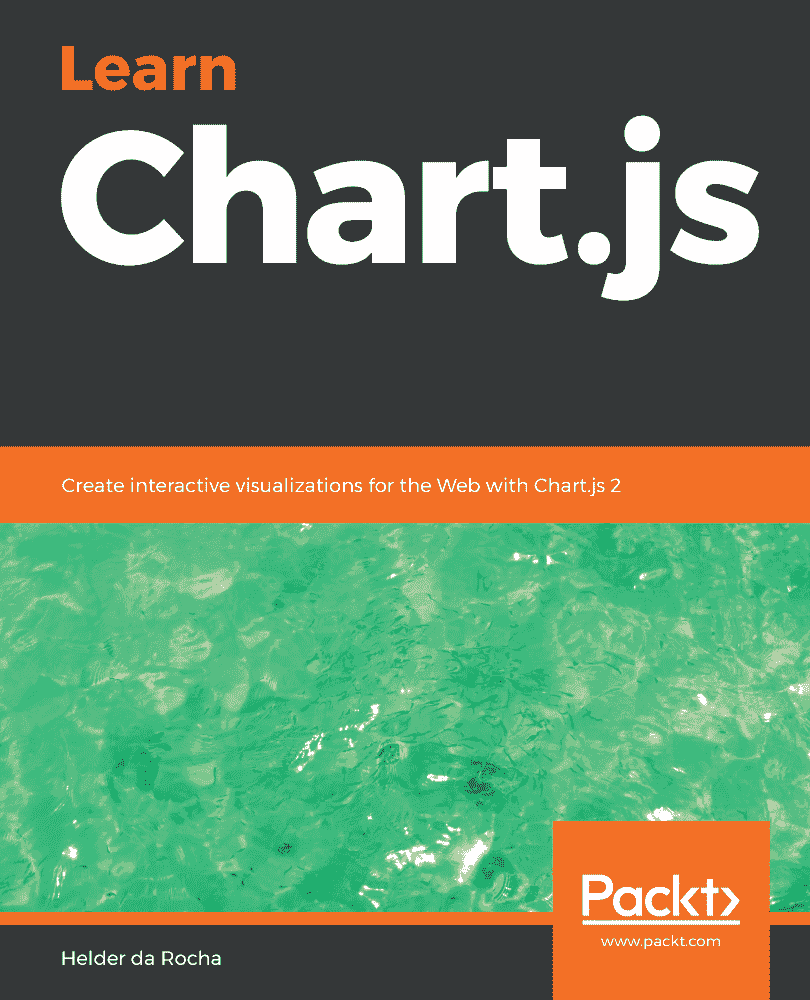 Learn
Chart.js
Create interactive visualizations for the Web with Chart.js 2
Packt>
www.packt.com
Helder da Rocha